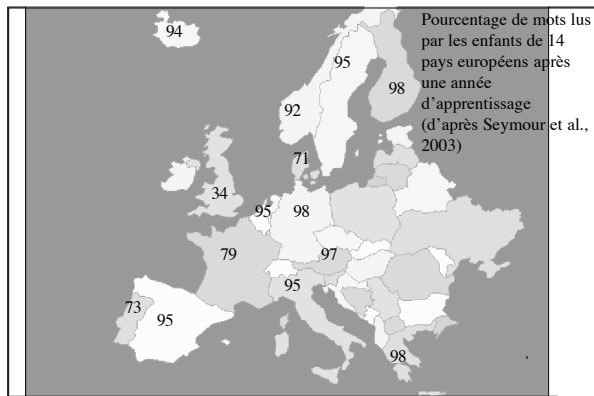 Pourcentage de mots lus
par les enfants de 14
pays européens après
une année
d'apprentissage
(d'après Seymour et al.,
2003)
94
95
98
92
71
34
95
98
79
97
95
73
95
98